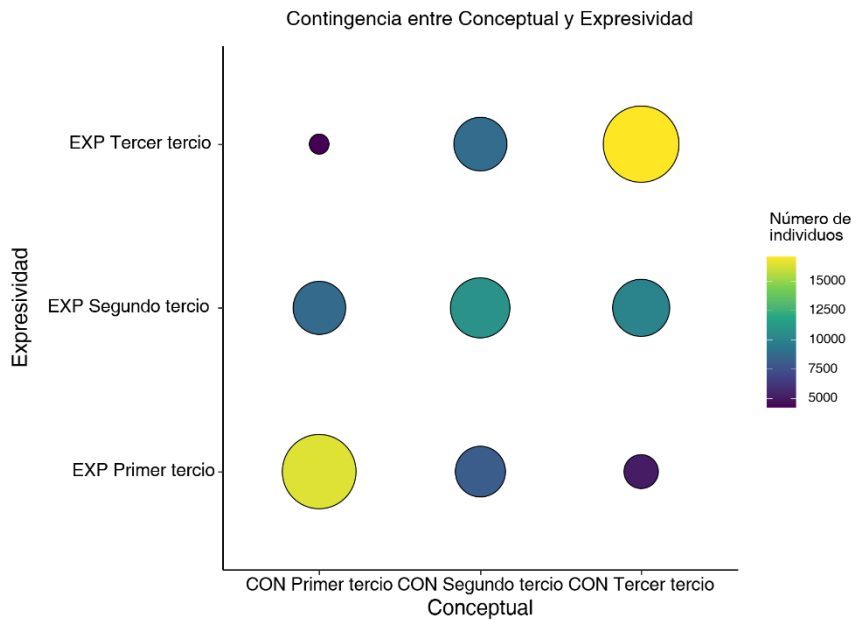 Contingencia entre Conceptual y Expresividad
EXP Tercer tercio
EXP Segundo tercio
EXP Primer tercio
Expresividad
CON Primer tercio CON Segundo tercio CON Tercer tercio
Conceptual
Número de
individuos
15000
12500
10000
7500
5000